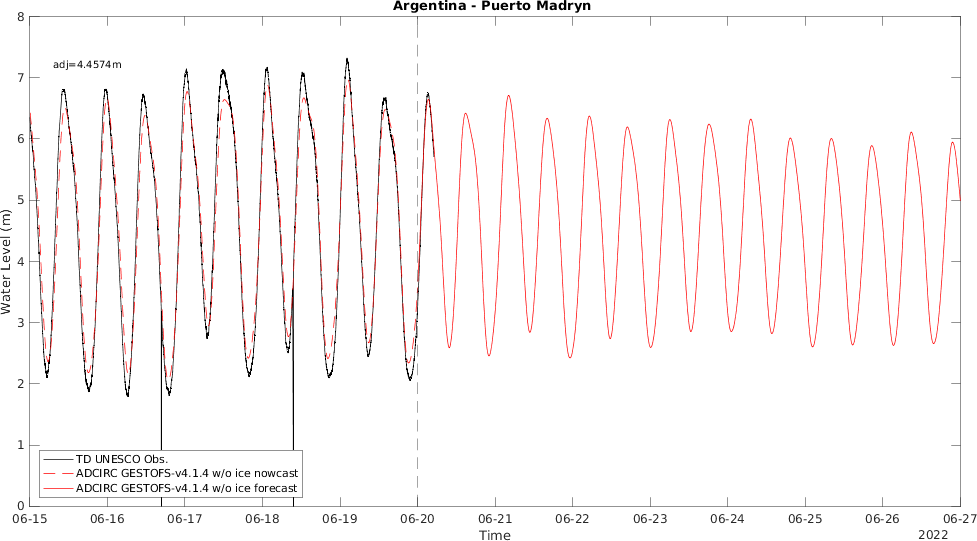 Argentina - Puerto Madryn
8
7
6
5
4
3
2
1
0
Water Level (m)
adj=4.4574m
TD UNESCO Obs.
ADCIRC GESTOFS-v4.1.4 w/o ice nowcast
ADCIRC GESTOFS-v4.1.4 w/o ice forecast
06-15 06-16 06-17 06-18 06-19 06-20 06-21 06-22 06-23 06-24 06-25 06-26 06-27
Time
2022